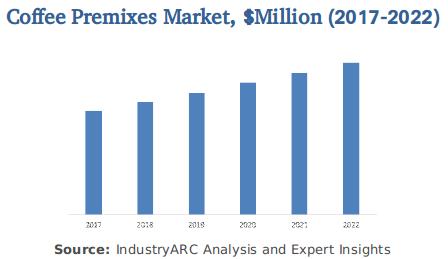 Coffee Premixes Market, $Million (2017-2022)
2017 2018 2019 2020 2021 2022
Source: IndustryARC Analysis and Expert Insights